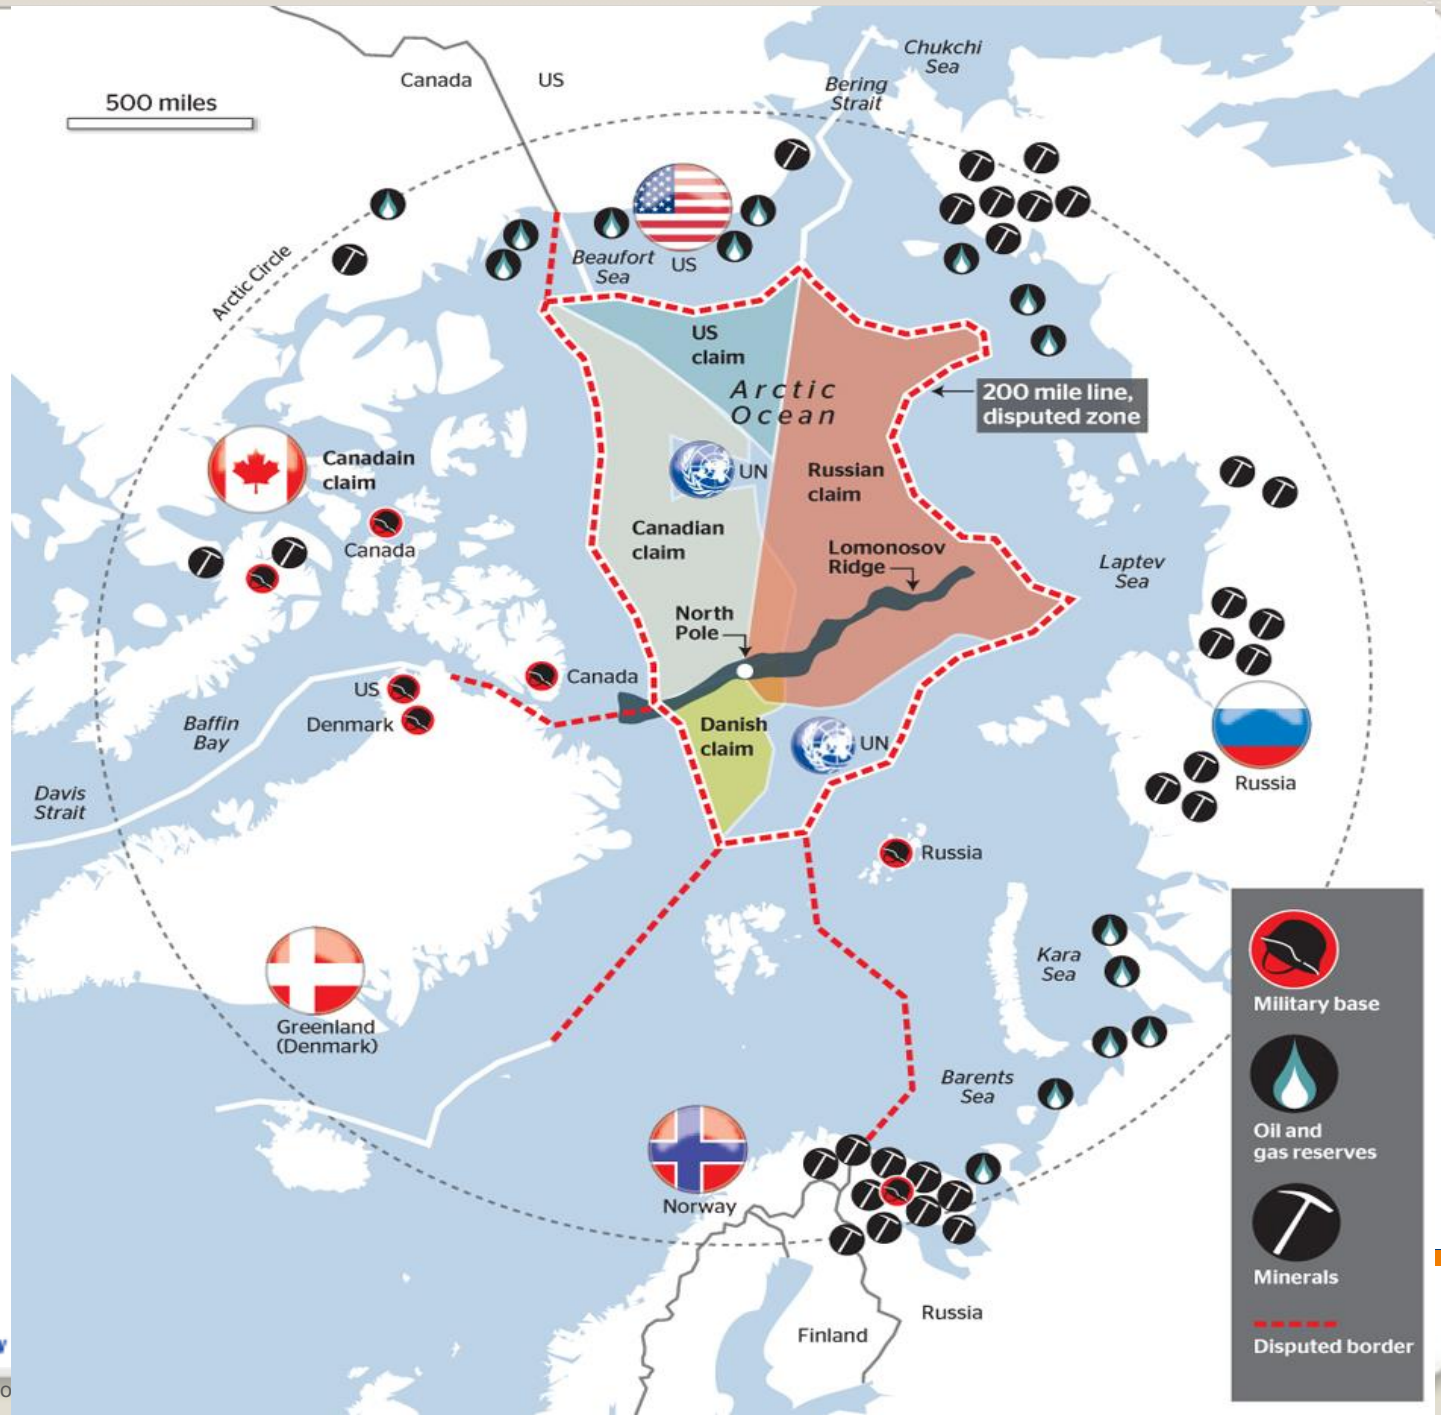 Chukchi
Sea
Canada
US
Bering
Strait
500 miles
Arctic Circle
Beaufort
Sea
US
US
claim
Arctic
Ocean
200 mile line,
disputed zone
Canadain
claim
UN
Russian
claim
Canadian
claim
Canada
Lomonosov
Ridge
Laptev
Sea
North
Pole
Canada
US
Denmark
Baffin
Bay
Danish
claim
UN
Russia
Davis
Strait
Russia
Kara
Sea
Greenland
(Denmark)
Barents
Sea
Norway
Russia
Finland
Military base
Oil and
gas reserves
Minerals
Disputed border